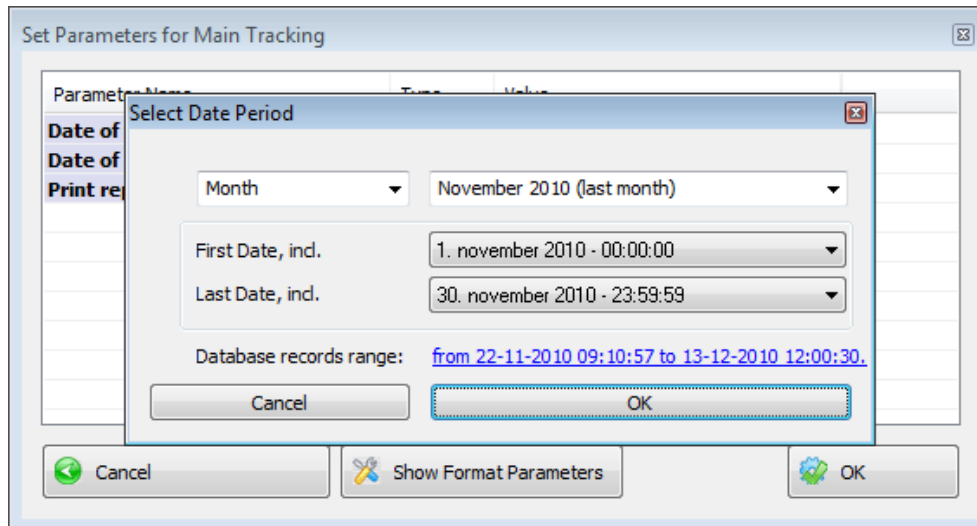 Set Parameters for Main Tracking
Select Date Period
Date of
Date of
Print
Month November 2010 (last month)
First Date, incl. 1. november 2010 - 00:00:00
Last Date, incl. 30. november 2010 - 23:59:59
Database records range: from 22-11-2010 09:10:57 to 13-12-2010 12:00:30.
Cancel OK
Cancel Show Format Parameters OK